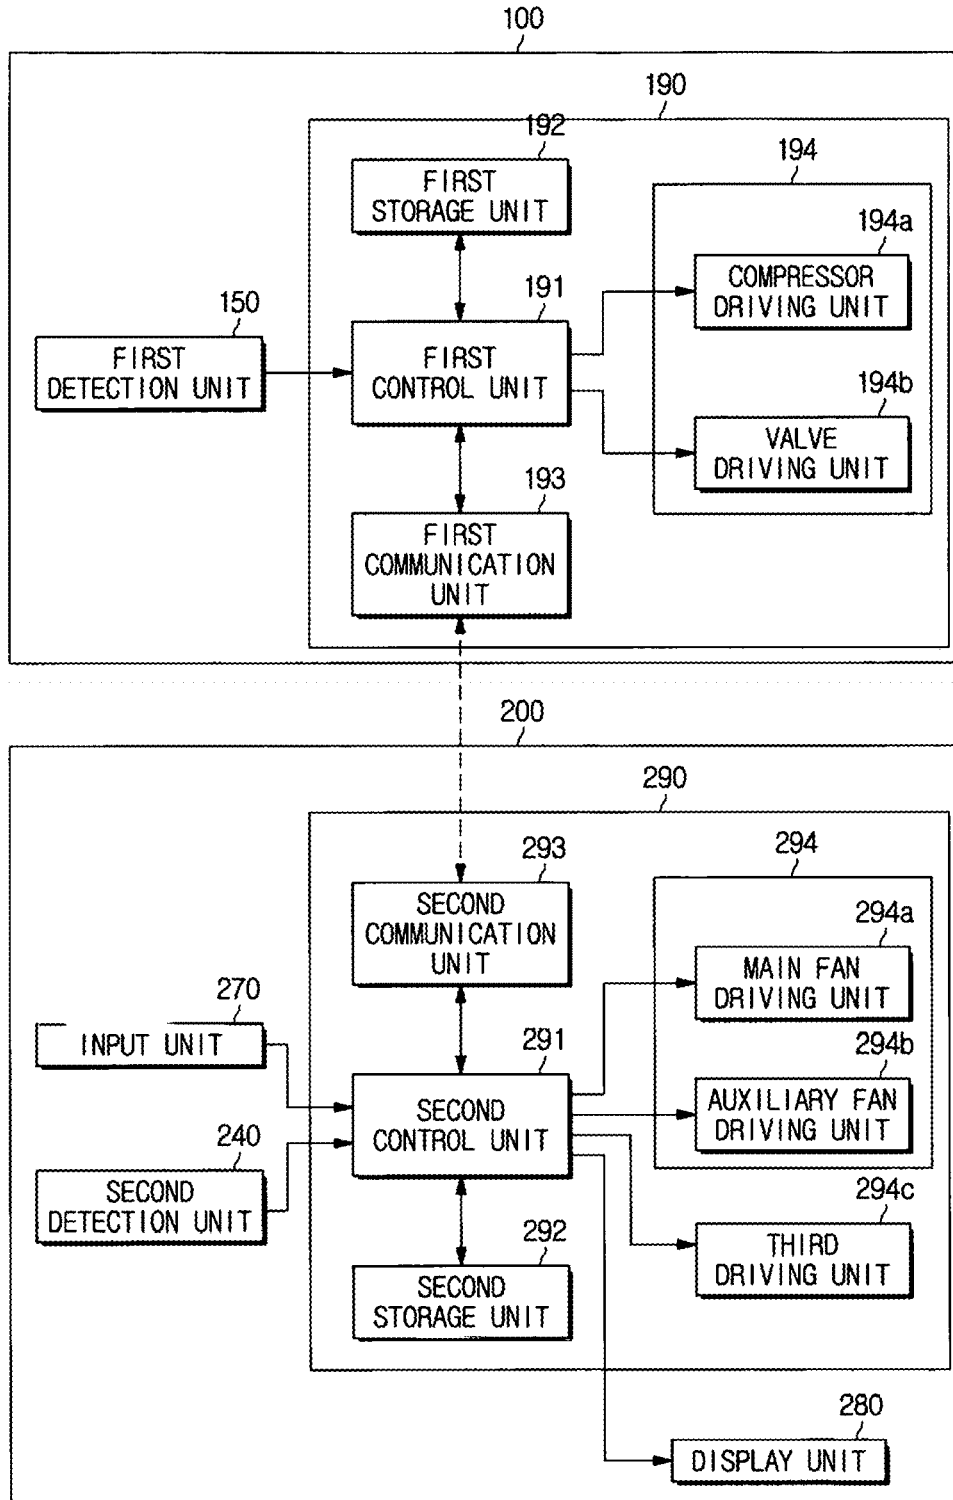 100
190
192
FIRST
STORAGE UNIT
194
194a
COMPRESSOR
DRIVING UNIT
150
FIRST
DETECTION UNIT
191
FIRST
CONTROL UNIT
194b
VALVE
DRIVING UNIT
193
FIRST
COMMUNICATION
UNIT
200
290
293
SECOND
COMMUNICATION
UNIT
294
294a
MAIN FAN
DRIVING UNIT
270
INPUT UNIT
291
SECOND
CONTROL UNIT
294b
AUXILIARY FAN
DRIVING UNIT
240
SECOND
DETECTION UNIT
292
SECOND
STORAGE UNIT
294c
THIRD
DRIVING UNIT
280
DISPLAY UNIT